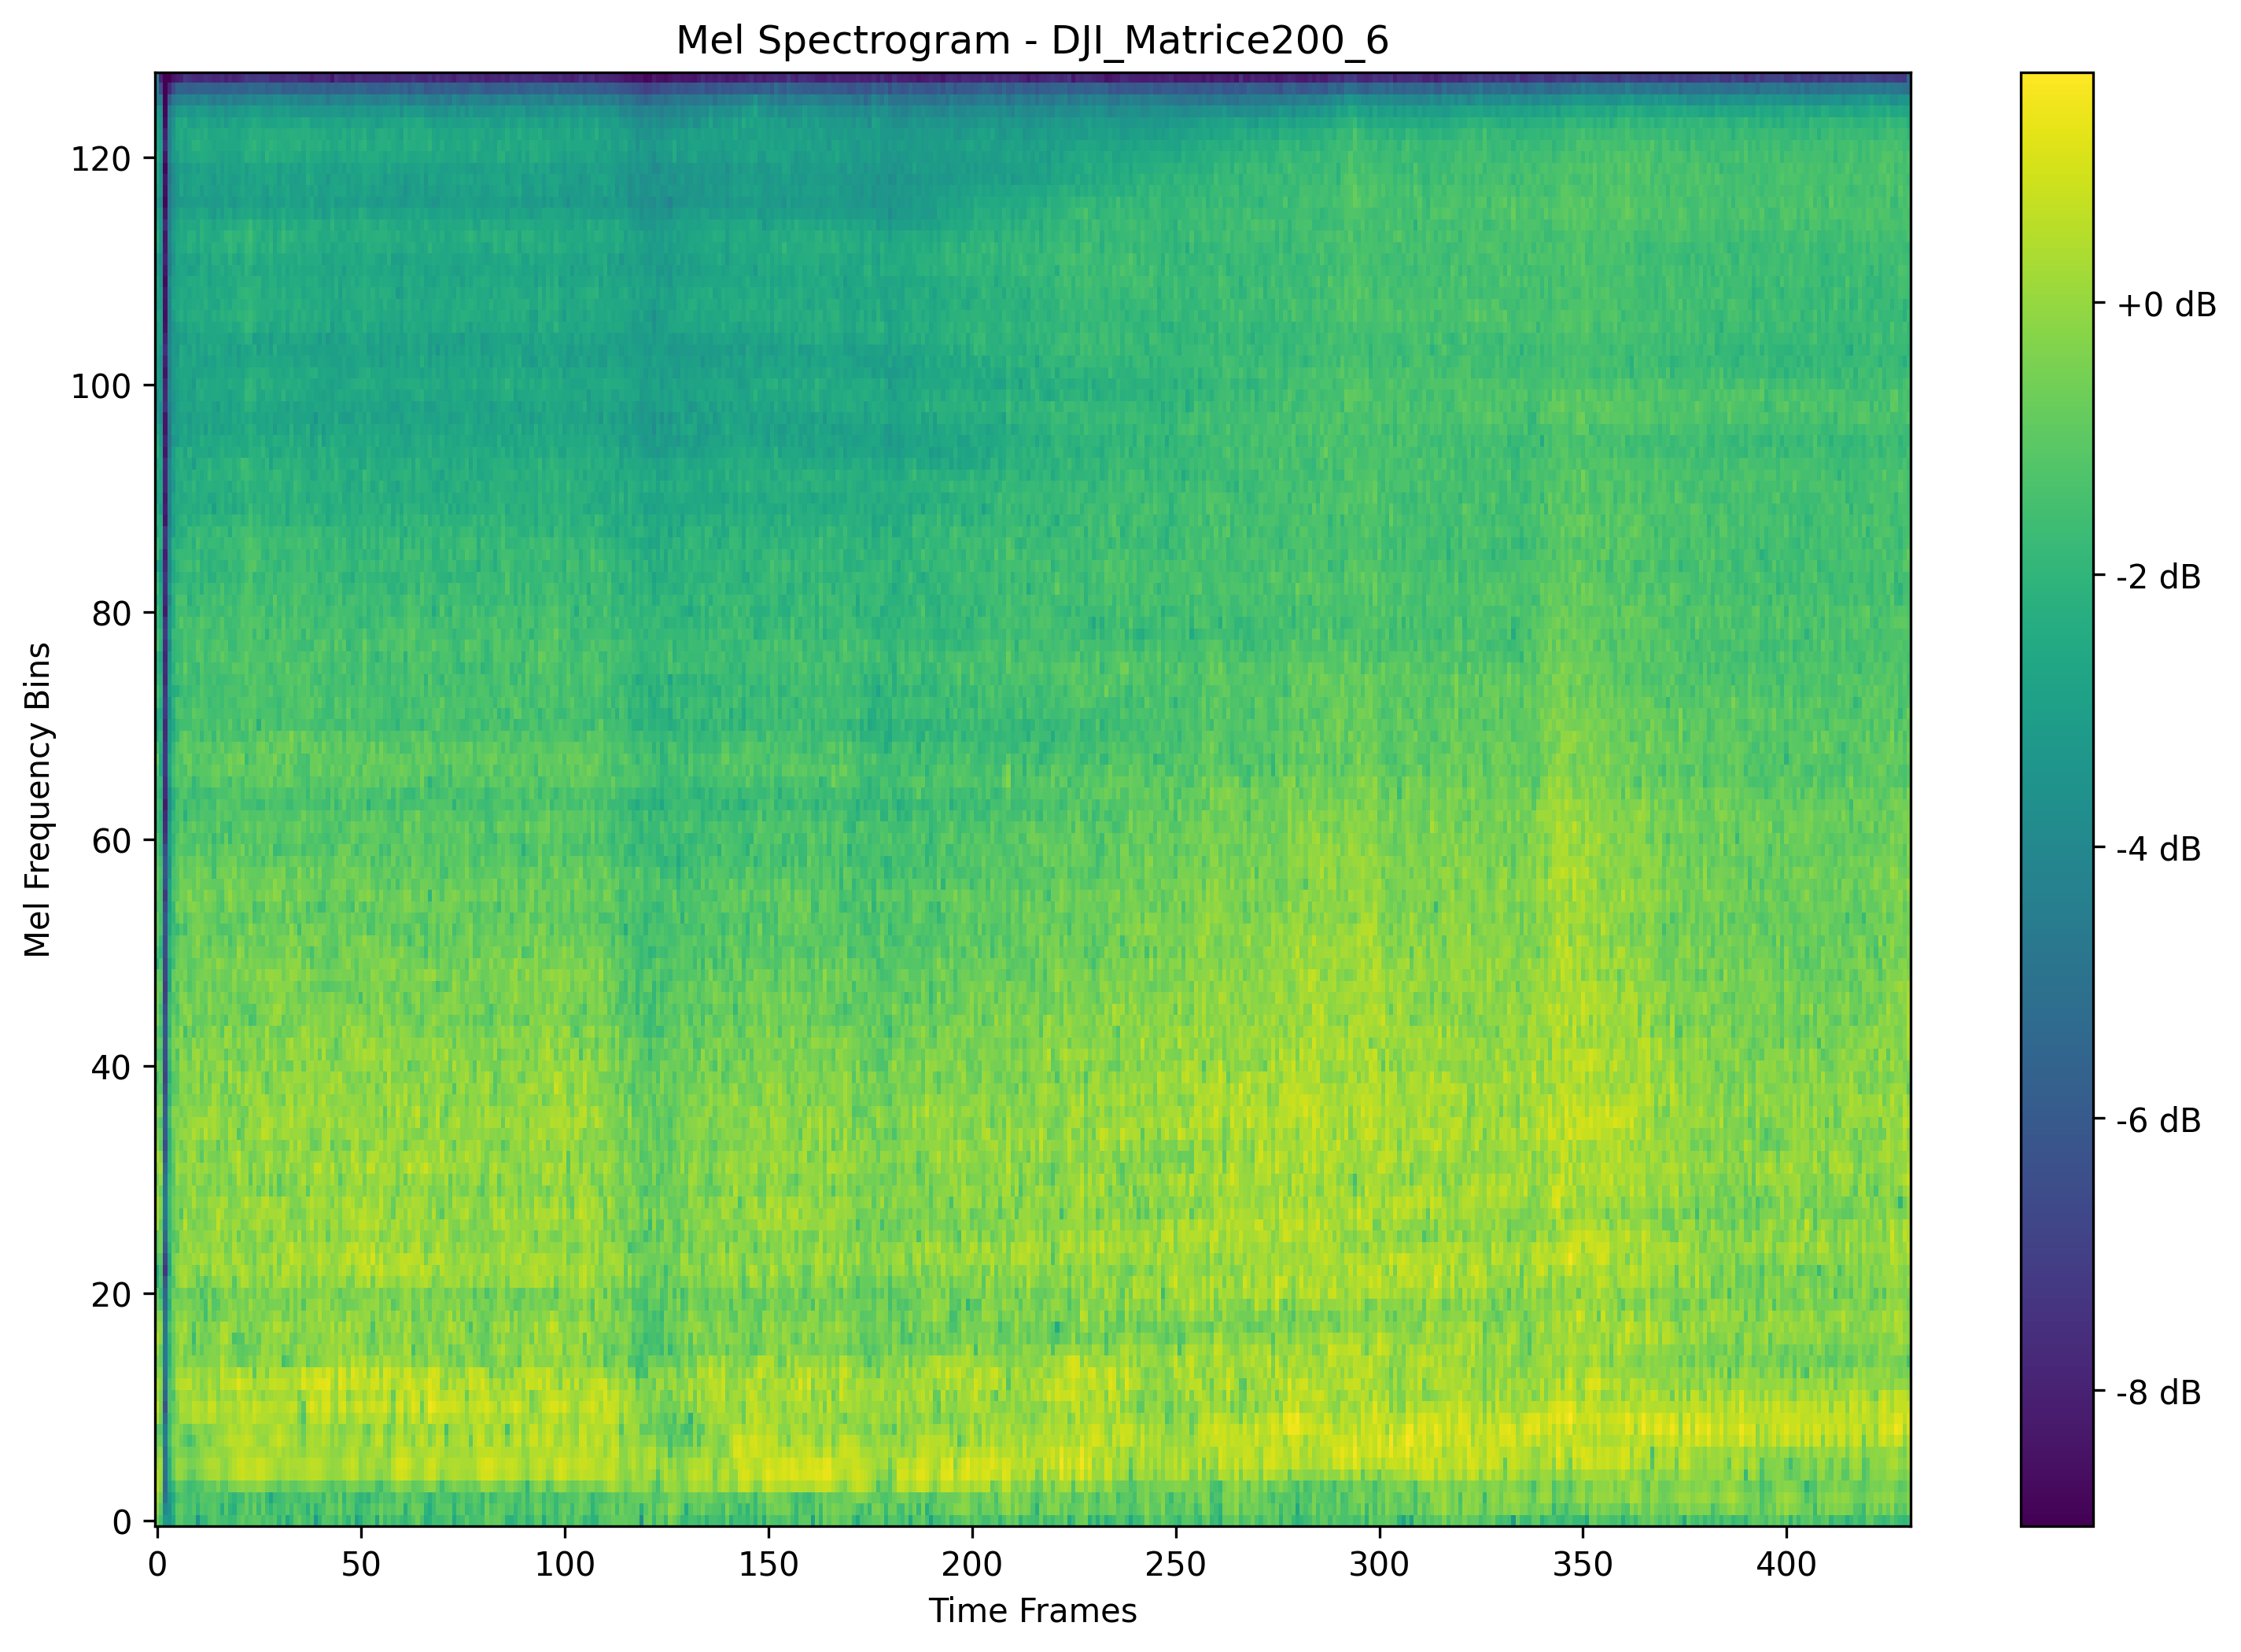 Mel Spectrogram - DJI_Matrice200_6
Mel Frequency Bins
120
100
80
60
40
20
0
0 50 100 150 200 250 300 350 400
Time Frames
+0 dB
-2 dB
-4 dB
-6 dB
-8 dB